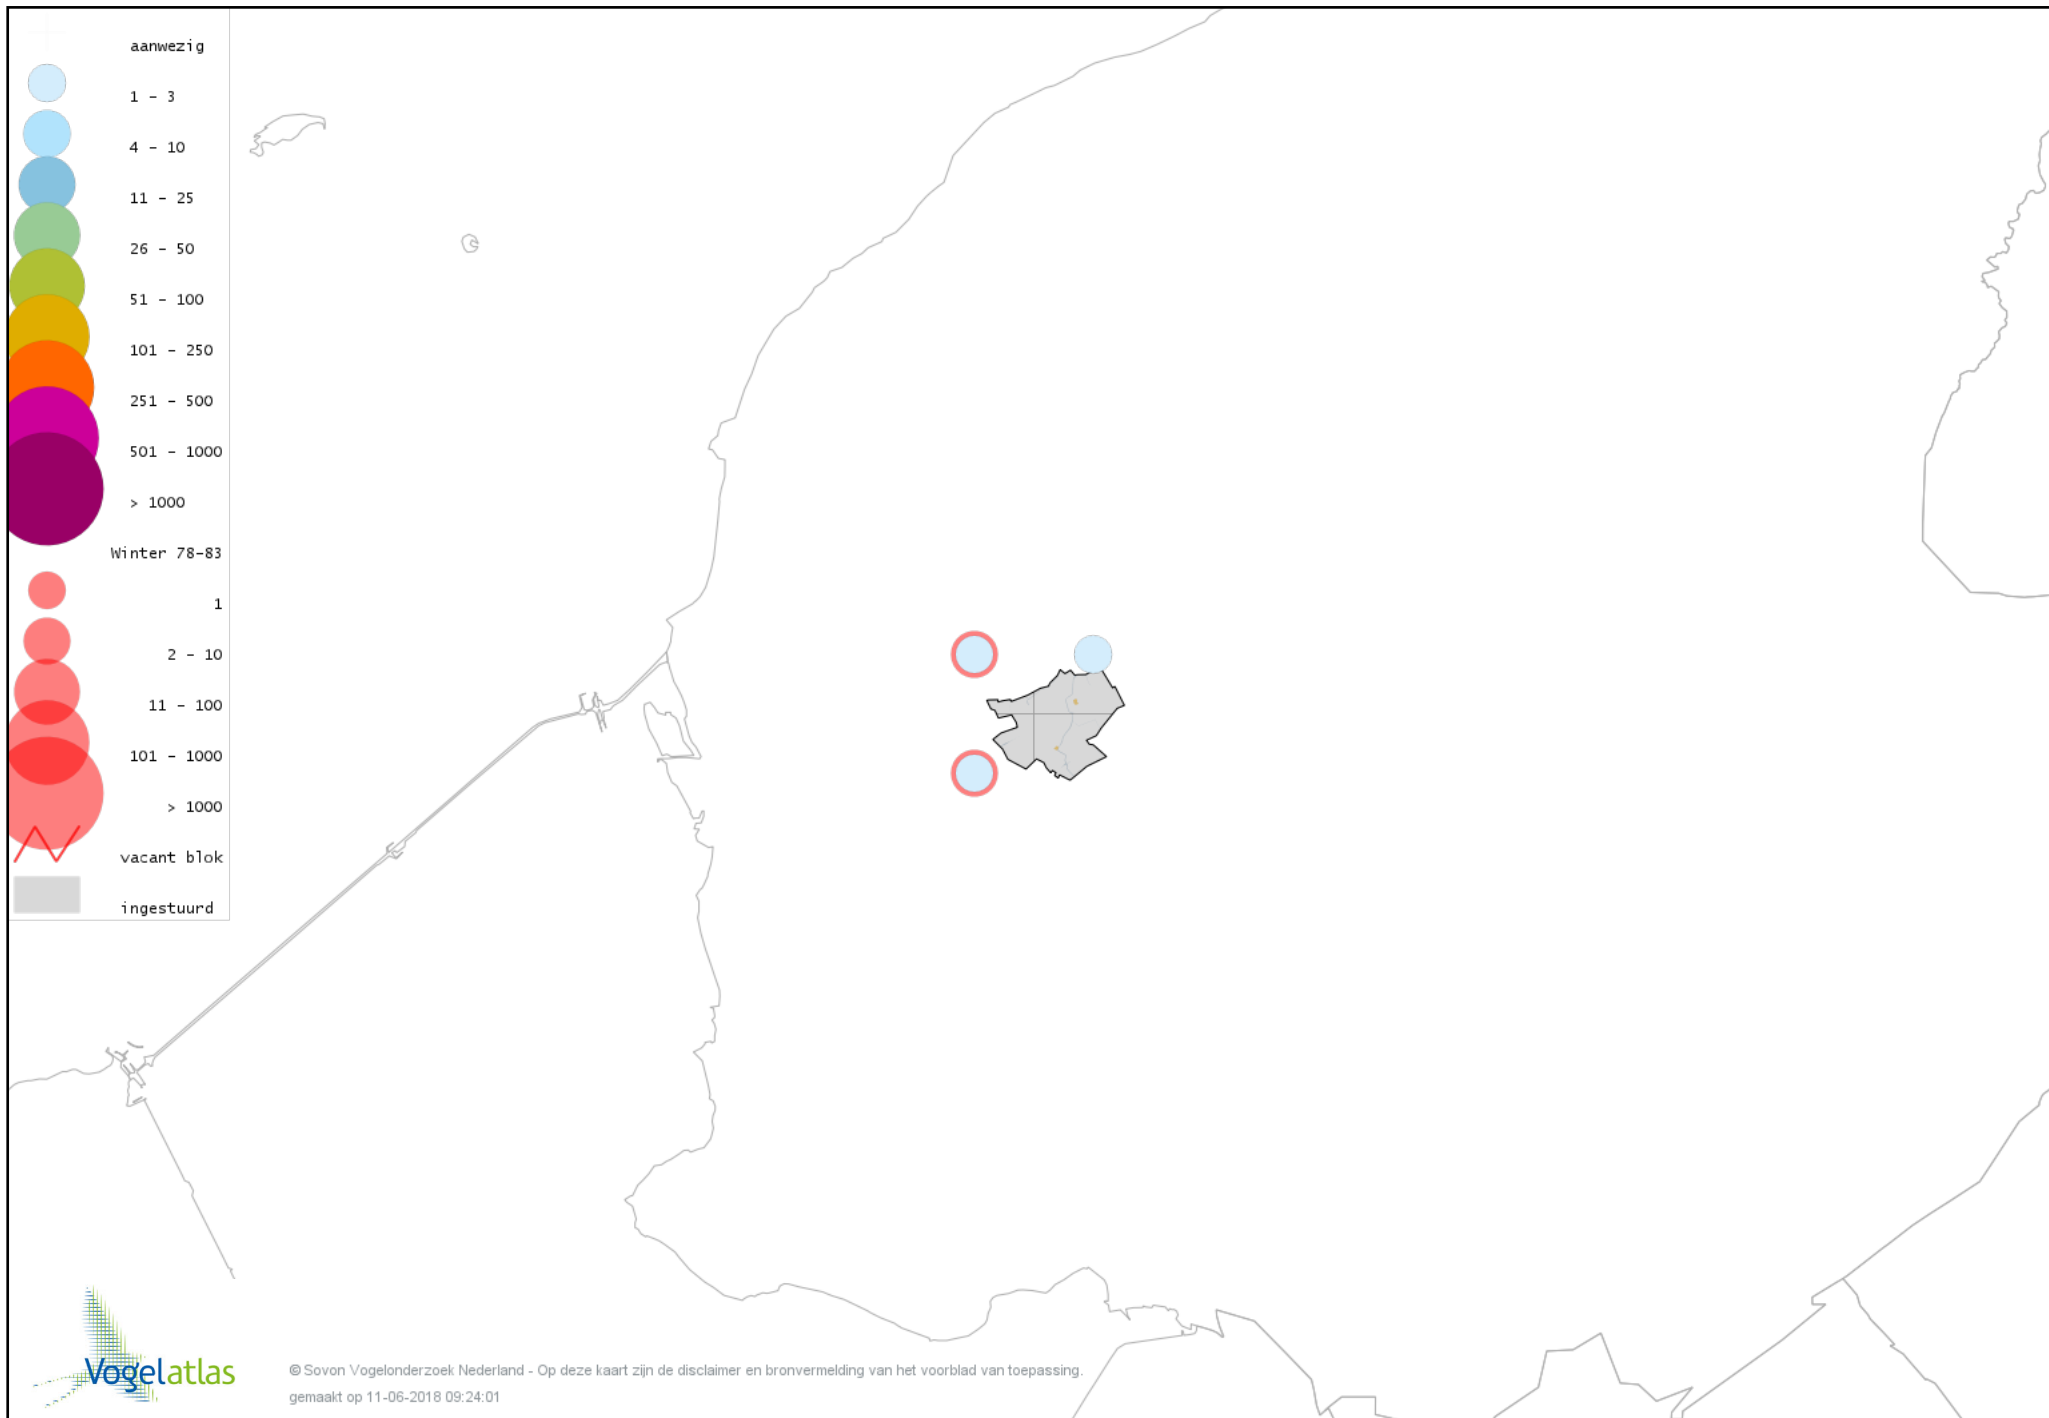 aanwezig
1 - 3
4 - 10
11 - 25
26 - 50
51 - 100
101 - 250
251 - 500
501 - 1000
> 1000
Winter 78-83
1
2 - 10
11 - 100
101 - 1000
> 1000
vacant blok
ingestuurd
Vogelatlas
© Sovon Vogelonderzoek Nederland - Op deze kaart zijn de disclaimer en bronvermelding van het voorblad van toepassing.
gemaakt op 11-06-2018 09:24:01